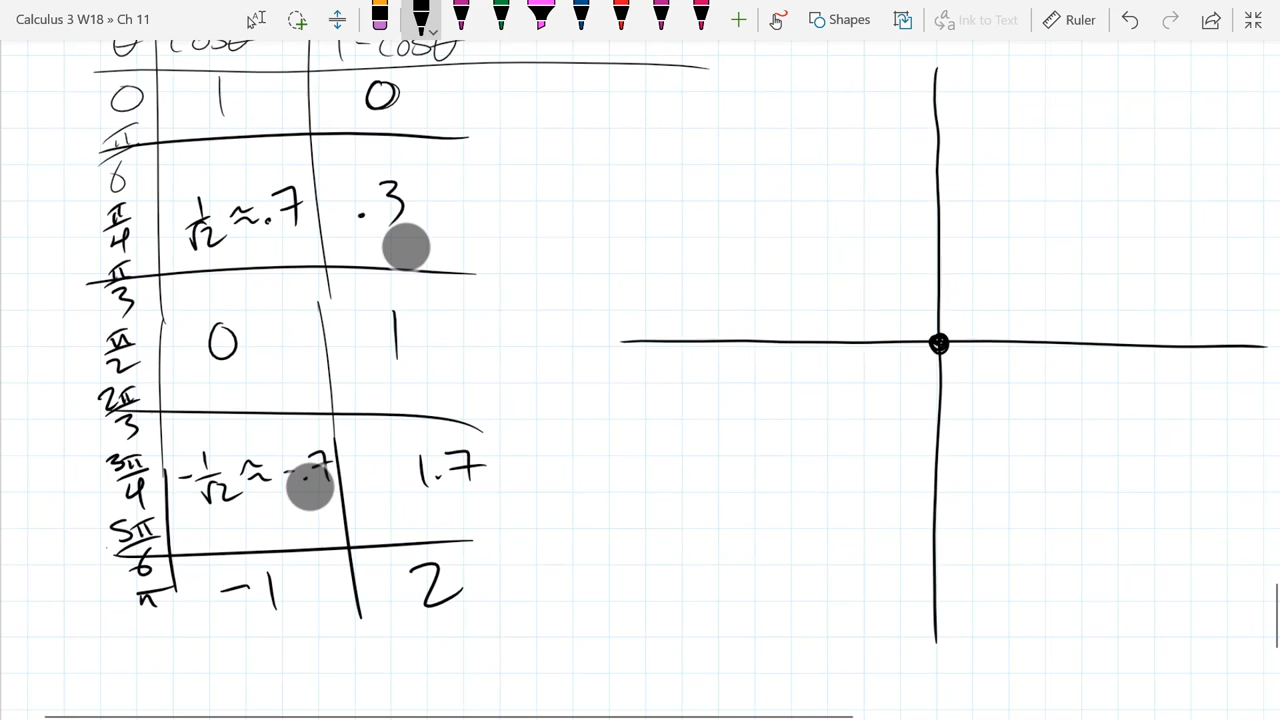 Calculus 3 W18 » Ch 11
Shapes
Ink to Text
Ruler
θ cosθ 1-cosθ
0 1 0
π/6
π/4 1/√2 ≈ .7 .3
π/3
π/2 0 1
2π/3
3π/4 -1/√2 ≈ -.7 1.7
5π/6
π -1 2